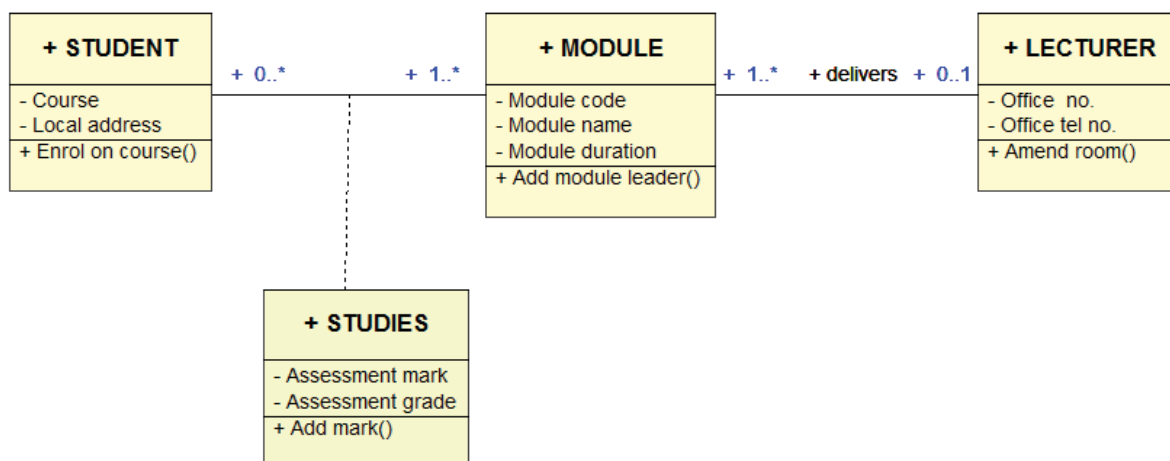 + STUDENT
- Course
- Local address
+ Enrol on course()
+ 0..*
+ 1..*
+ MODULE
- Module code
- Module name
- Module duration
+ Add module leader()
+ 1..*
+ delivers
+ 0..1
+ LECTURER
- Office no.
- Office tel no.
+ Amend room()
+ STUDIES
- Assessment mark
- Assessment grade
+ Add mark()